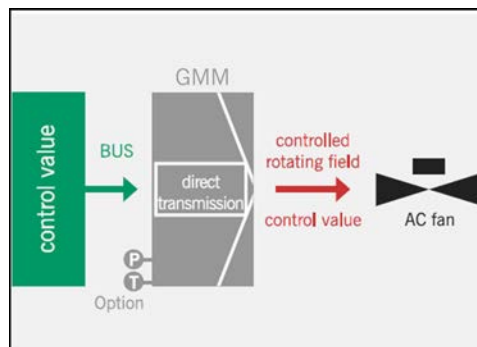 GMM
control value
BUS
direct
transmission
controlled
rotating field
control value
AC fan
P
T
Option